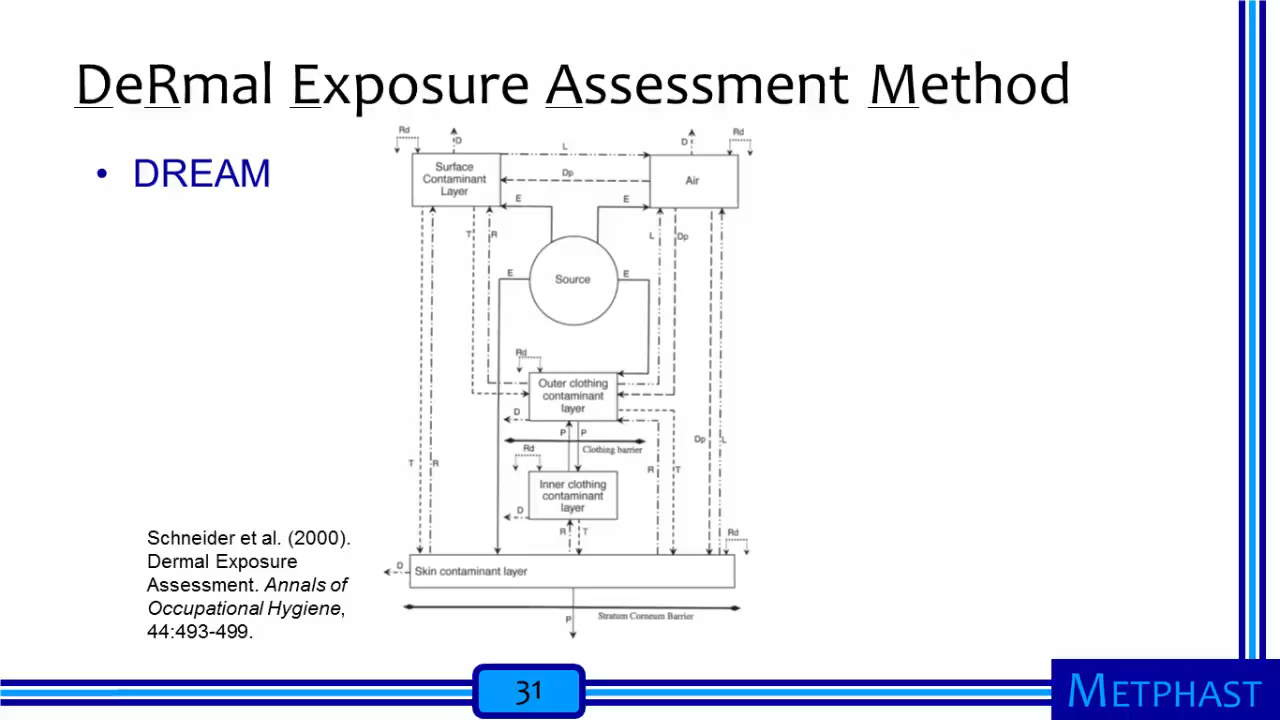 DeRmal Exposure Assessment Method
• DREAM
Rd
D
L
D
Rd
Surface
Contaminant
Layer
Dp
Air
E
E
T
R
L
Dp
Source
E
E
Rd
Outer clothing
contaminant
layer
D
P
P
Clothing barrier
Dp
L
Rd
T
R
R
T
Inner clothing
contaminant
layer
D
R
T
Rd
D
Skin contaminant layer
P
Stratum Corneum Barrier
Schneider et al. (2000).
Dermal Exposure
Assessment. Annals of
Occupational Hygiene,
44:493-499.
31
METPHAST